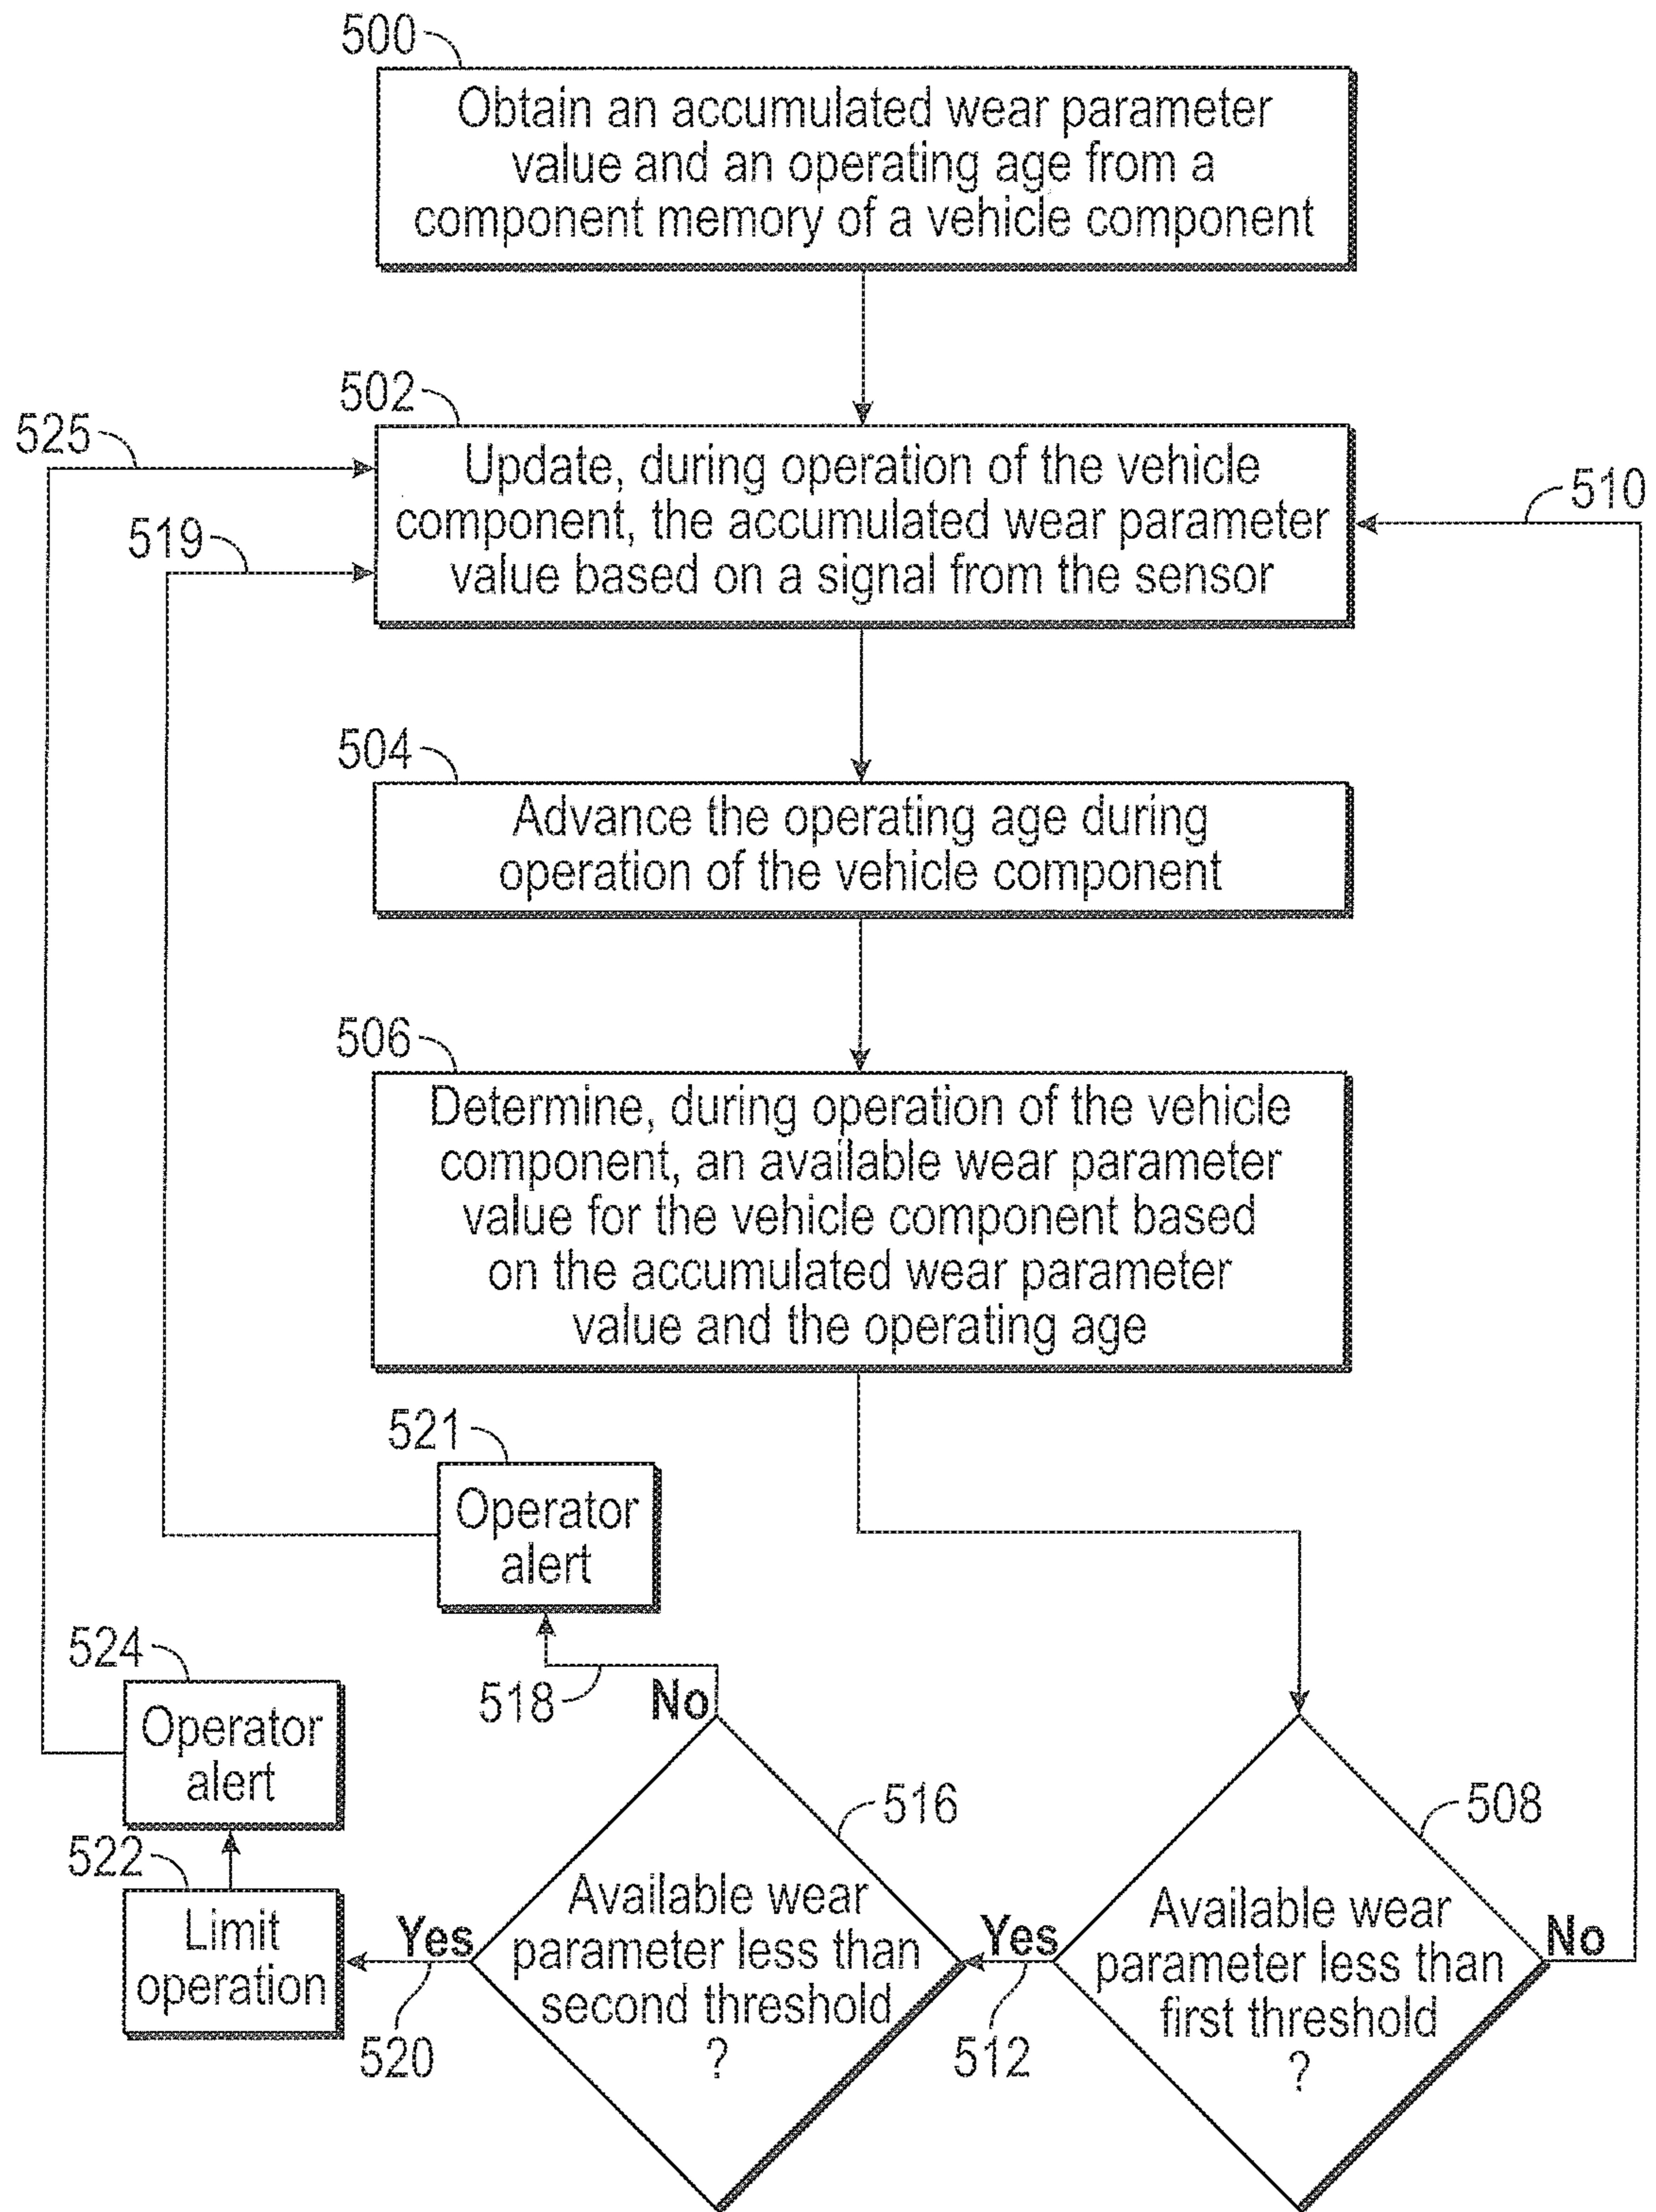 500
Obtain an accumulated wear parameter
value and an operating age from a
component memory of a vehicle component
502
525
Update, during operation of the vehicle
component, the accumulated wear parameter
value based on a signal from the sensor
510
519
504
Advance the operating age during
operation of the vehicle component
506
Determine, during operation of the vehicle
component, an available wear parameter
value for the vehicle component based
on the accumulated wear parameter
value and the operating age
521
Operator
alert
524
Operator
alert
518
No
516
508
522
Limit
operation
Yes
520
Available wear
parameter less than
second threshold
?
Yes
512
Available wear
parameter less than
first threshold
?
No